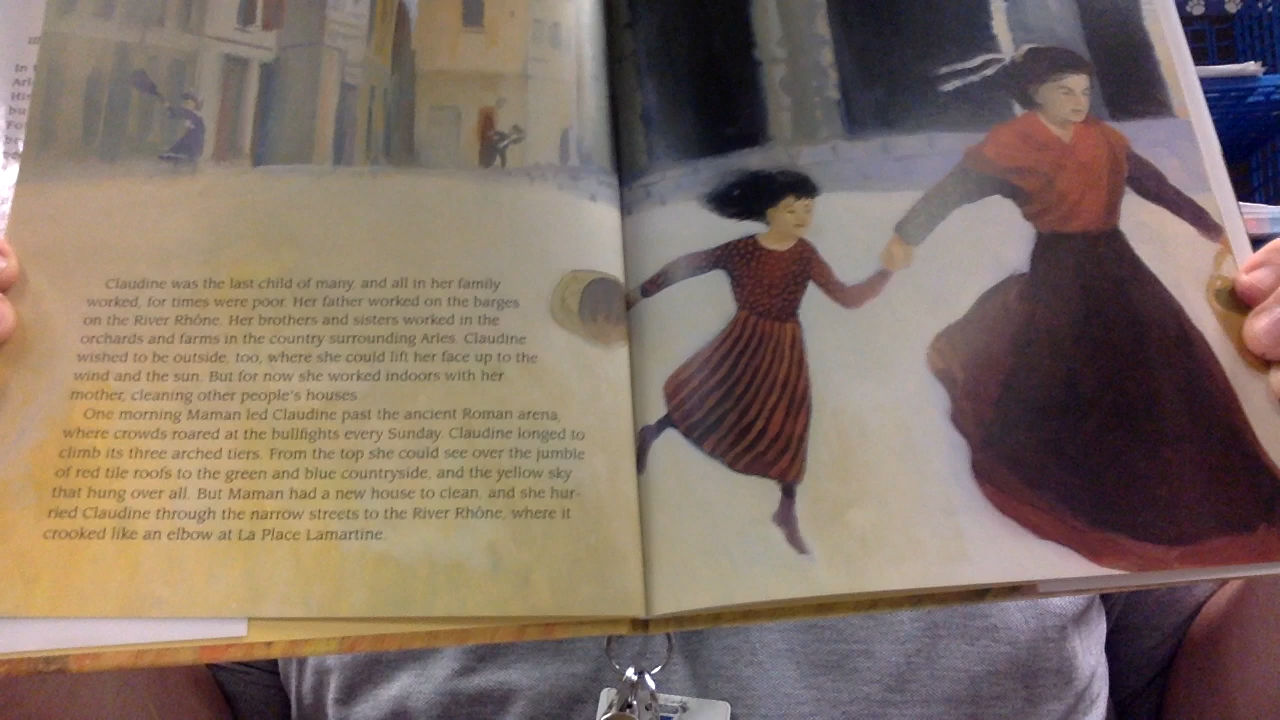 In
Claudine was the last child of many, and all in her family
worked, for times were poor. Her father worked on the barges
on the River Rhône. Her brothers and sisters worked in the
orchards and farms in the country surrounding Arles. Claudine
wished to be outside, too, where she could lift her face up to the
wind and the sun. But for now she worked indoors with her
mother, cleaning other people's houses.
One morning Maman led Claudine past the ancient Roman arena,
where crowds roared at the bullfights every Sunday. Claudine longed to
climb its three arched tiers. From the top she could see over the jumble
of red tile roofs to the green and blue countryside, and the yellow sky
that hung over all. But Maman had a new house to clean, and she hur-
ried Claudine through the narrow streets to the River Rhône, where it
crooked like an elbow at La Place Lamartine.